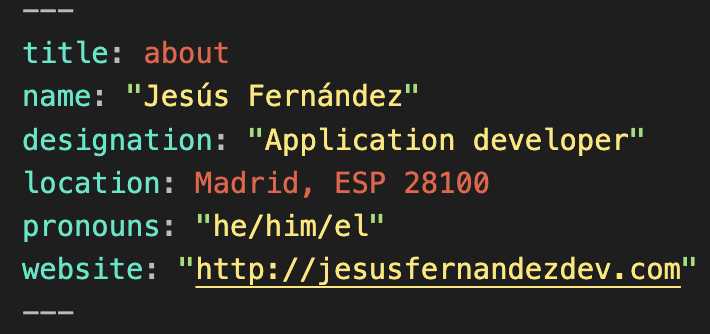 ---
title: about
name: "Jesús Fernández"
designation: "Application developer"
location: Madrid, ESP 28100
pronouns: "he/him/el"
website: "http://jesusfernandezdev.com"
---